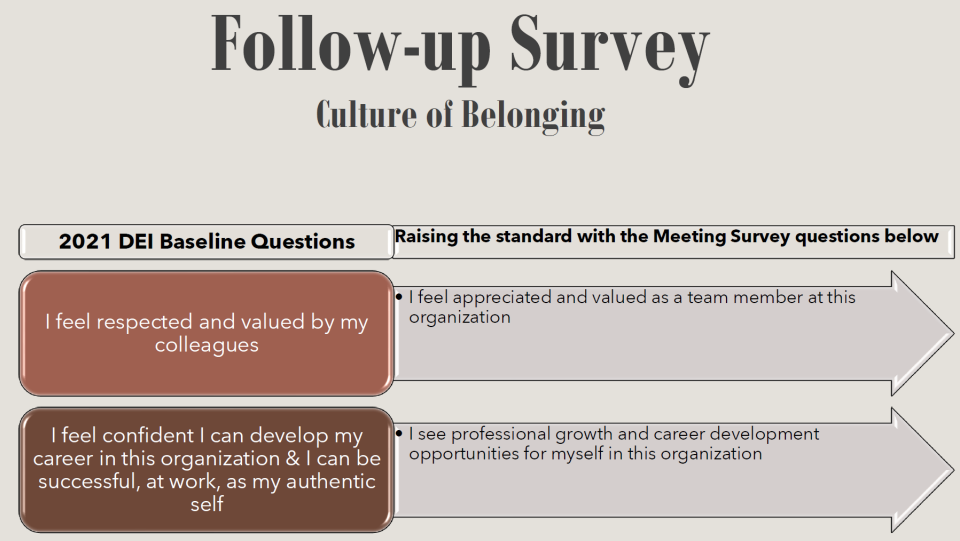 Follow-up Survey
Culture of Belonging
2021 DEI Baseline Questions
Raising the standard with the Meeting Survey questions below
I feel respected and valued by my
colleagues
• I feel appreciated and valued as a team member at this
organization
I feel confident I can develop my
career in this organization & I can be
successful, at work, as my authentic
self
• I see professional growth and career development
opportunities for myself in this organization